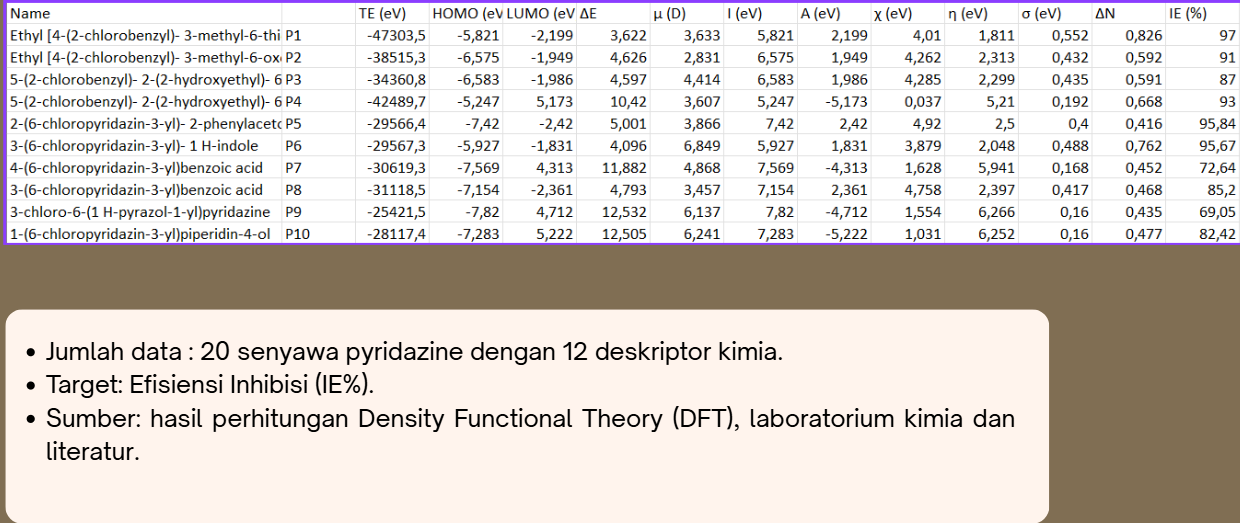 Name TE (eV) HOMO (eV LUMO (eV ΔE μ (D) I (eV) A (eV) χ (eV) η (eV) σ (eV) ΔN IE (%)
Ethyl [4-(2-chlorobenzyl)- 3-methyl-6-thi P1 -47303,5 -5,821 -2,199 3,622 3,633 5,821 2,199 4,01 1,811 0,552 0,826 97
Ethyl [4-(2-chlorobenzyl)- 3-methyl-6-ox P2 -38515,3 -6,575 -1,949 4,626 2,831 6,575 1,949 4,262 2,313 0,432 0,592 91
5-(2-chlorobenzyl)- 2-(2-hydroxyethyl)- 6 P3 -34360,8 -6,583 -1,986 4,597 4,414 6,583 1,986 4,285 2,299 0,435 0,591 87
5-(2-chlorobenzyl)- 2-(2-hydroxyethyl)- 6 P4 -42489,7 -5,247 5,173 10,42 3,607 5,247 -5,173 0,037 5,21 0,192 0,668 93
2-(6-chloropyridazin-3-yl)- 2-phenylacet P5 -29566,4 -7,42 -2,42 5,001 3,866 7,42 2,42 4,92 2,5 0,4 0,416 95,84
3-(6-chloropyridazin-3-yl)- 1 H-indole P6 -29567,3 -5,927 -1,831 4,096 6,849 5,927 1,831 3,879 2,048 0,488 0,762 95,67
4-(6-chloropyridazin-3-yl)benzoic acid P7 -30619,3 -7,569 4,313 11,882 4,868 7,569 -4,313 1,628 5,941 0,168 0,452 72,64
3-(6-chloropyridazin-3-yl)benzoic acid P8 -31118,5 -7,154 -2,361 4,793 3,457 7,154 2,361 4,758 2,397 0,417 0,468 85,2
3-chloro-6-(1 H-pyrazol-1-yl)pyridazine P9 -25421,5 -7,82 4,712 12,532 6,137 7,82 -4,712 1,554 6,266 0,16 0,435 69,05
1-(6-chloropyridazin-3-yl)piperidin-4-ol P10 -28117,4 -7,283 5,222 12,505 6,241 7,283 -5,222 1,031 6,252 0,16 0,477 82,42
• Jumlah data : 20 senyawa pyridazine dengan 12 deskriptor kimia.
• Target: Efisiensi Inhibisi (IE%).
• Sumber: hasil perhitungan Density Functional Theory (DFT), laboratorium kimia dan
literatur.